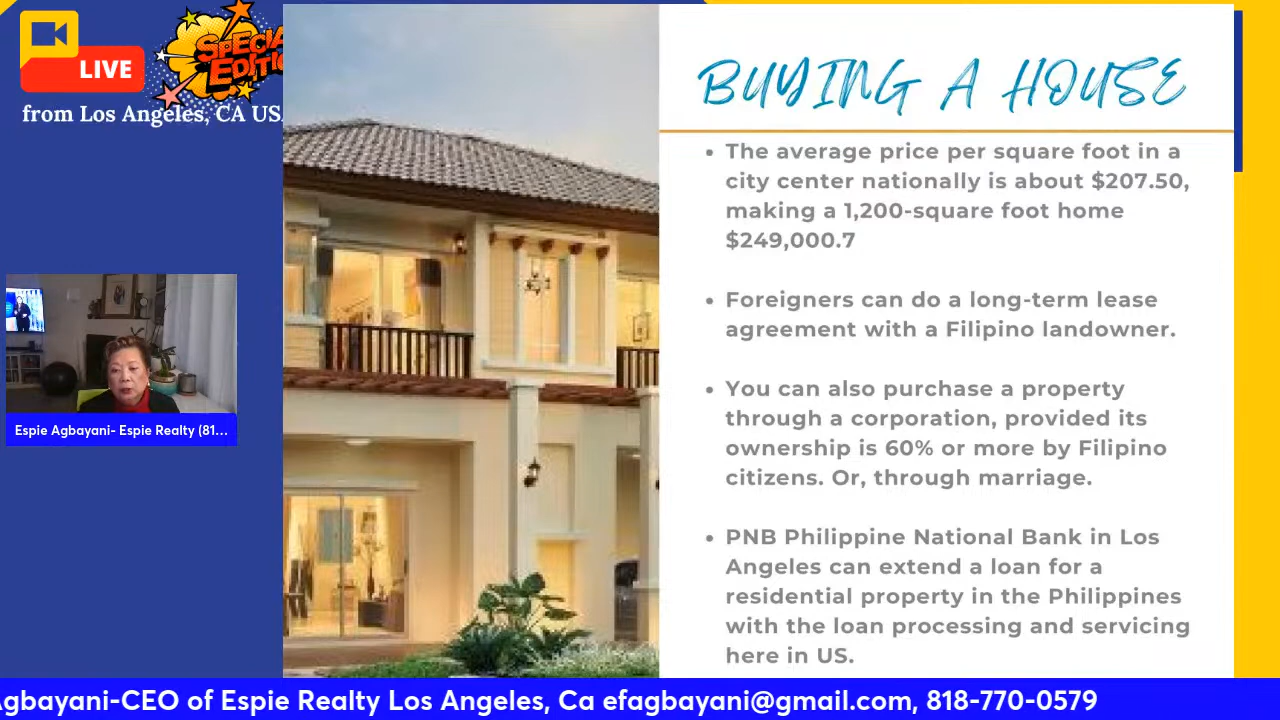 LIVE
SPECIAL
EDITIO
from Los Angeles, CA US
BUYING A HOUSE
• The average price per square foot in a
city center nationally is about $207.50,
making a 1,200-square foot home
$249,000.7
• Foreigners can do a long-term lease
agreement with a Filipino landowner.
• You can also purchase a property
through a corporation, provided its
ownership is 60% or more by Filipino
citizens. Or, through marriage.
• PNB Philippine National Bank in Los
Angeles can extend a loan for a
residential property in the Philippines
with the loan processing and servicing
here in US.
Espie Agbayani- Espie Realty (81...
gbayani-CEO of Espie Realty Los Angeles, Ca efagbayani@gmail.com, 818-770-0579